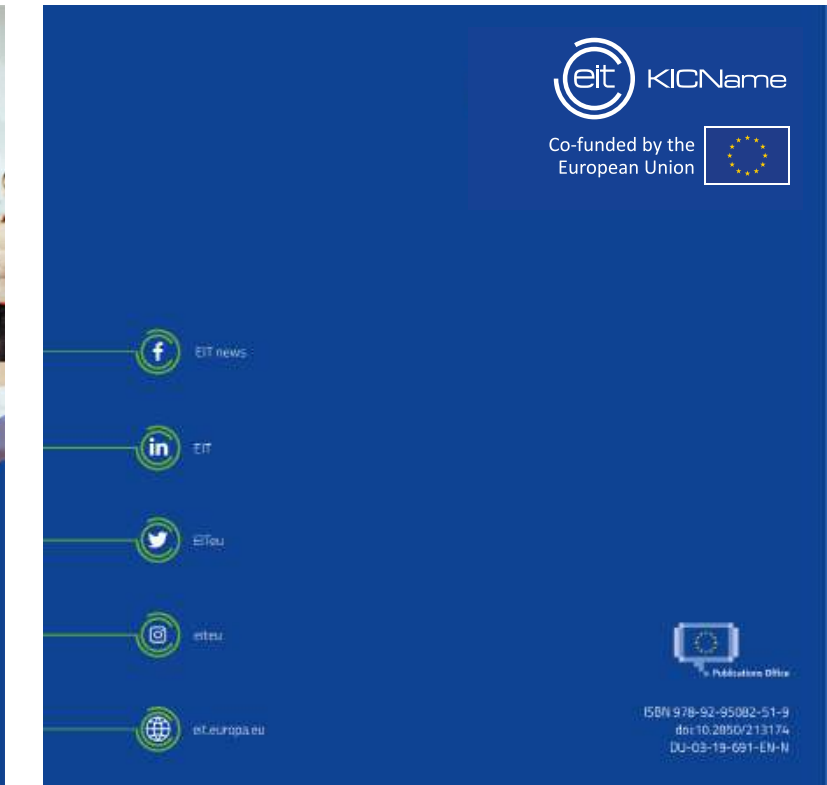 eit KICName
Co-funded by the
European Union
EIT news
EIT
EITeu
eiteu
eit.europa.eu
Publications Office
ISBN 978-92-95082-51-9
doi:10.2850/213174
DU-03-19-691-EN-N